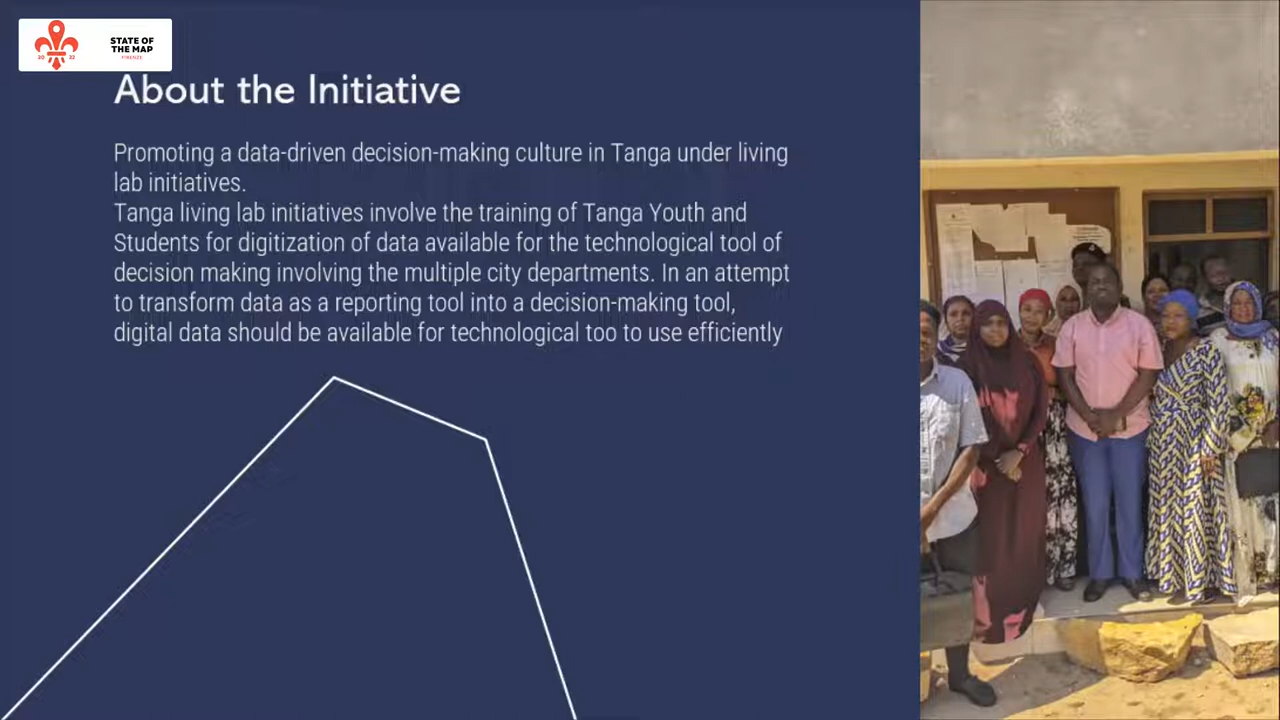 20 22
STATE OF
THE MAP
FIRENZE
About the Initiative
Promoting a data-driven decision-making culture in Tanga under living
lab initiatives.
Tanga living lab initiatives involve the training of Tanga Youth and
Students for digitization of data available for the technological tool of
decision making involving the multiple city departments. In an attempt
to transform data as a reporting tool into a decision-making tool,
digital data should be available for technological too to use efficiently